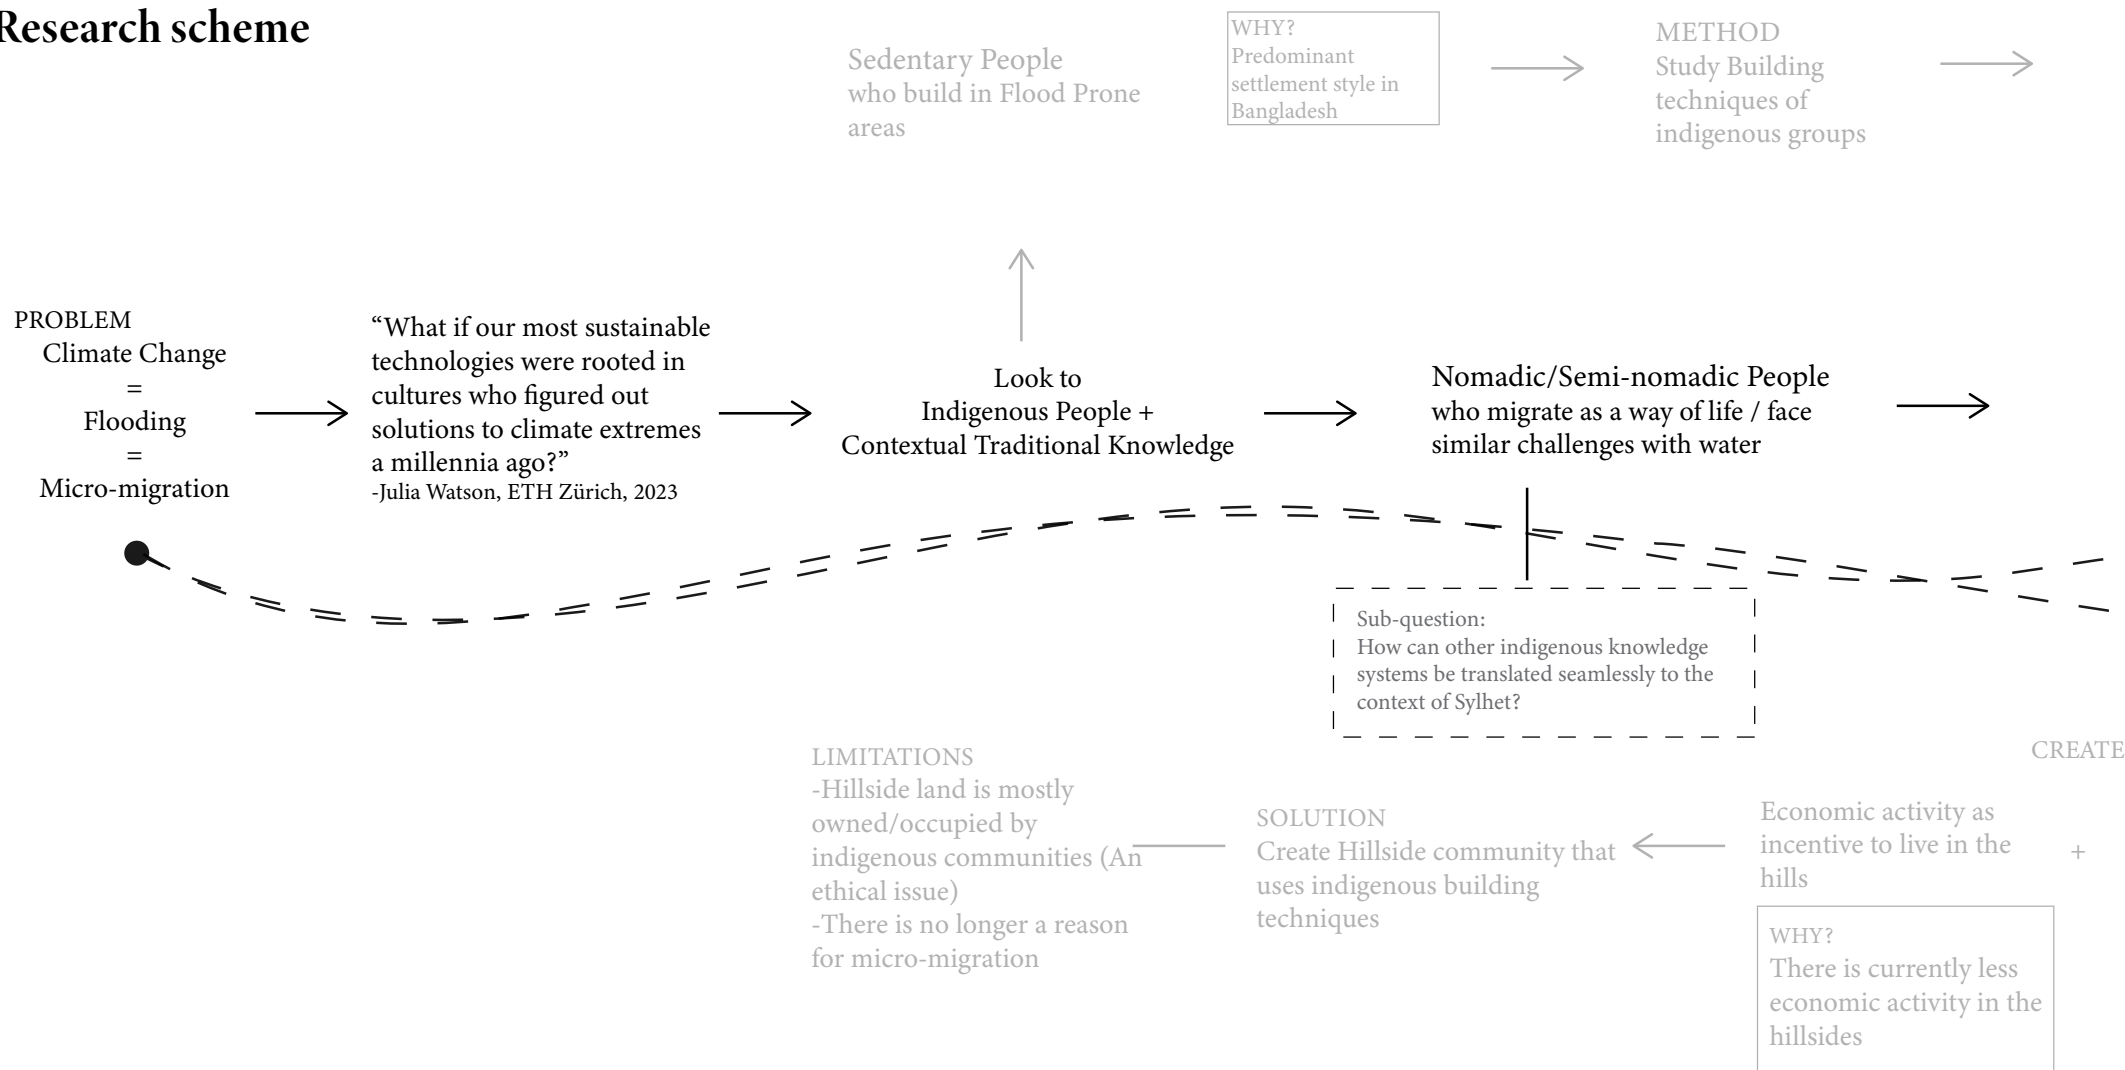 Research scheme
Sedentary People
who build in Flood Prone
areas
WHY?
Predominant
settlement style in
Bangladesh
METHOD
Study Building
techniques of
indigenous groups
PROBLEM
Climate Change
=
Flooding
=
Micro-migration
“What if our most sustainable
technologies were rooted in
cultures who figured out
solutions to climate extremes
a millennia ago?”
-Julia Watson, ETH Zürich, 2023
Look to
Indigenous People +
Contextual Traditional Knowledge
Nomadic/Semi-nomadic People
who migrate as a way of life / face
similar challenges with water
Sub-question:
How can other indigenous knowledge
systems be translated seamlessly to the
context of Sylhet?
LIMITATIONS
-Hillside land is mostly
owned/occupied by
indigenous communities (An
ethical issue)
-There is no longer a reason
for micro-migration
SOLUTION
Create Hillside community that
uses indigenous building
techniques
Economic activity as
incentive to live in the
hills
+
CREATE
WHY?
There is currently less
economic activity in the
hillsides